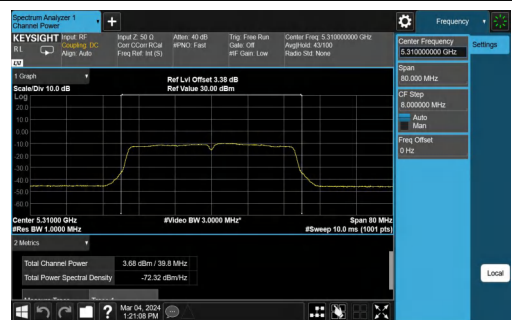 Spectrum Analyzer 1
Channel Power
Frequency
KEYSIGHT
RL
Input: RF
Coupling: DC
Align: Auto
Input Z: 50 Ω
Corr CCorr RCal
Freq Ref: Int (S)
Atten: 40 dB
#PNO: Fast
Trig: Free Run
Gate: Off
#IF Gain: Low
Center Freq: 5.310000000 GHz
Avg|Hold: 43/100
Radio Std: None
LXI
1 Graph
Scale/Div 10.0 dB
Ref Lvl Offset 3.38 dB
Ref Value 30.00 dBm
Log
20.0
10.0
0.00
-10.0
-20.0
-30.0
-40.0
-50.0
-60.0
Center 5.31000 GHz
#Res BW 1.0000 MHz
#Video BW 3.0000 MHz*
Span 80 MHz
#Sweep 10.0 ms (1001 pts)
2 Metrics
Total Channel Power 3.68 dBm / 39.8 MHz
Total Power Spectral Density -72.32 dBm/Hz
Mar 04, 2024
1:21:08 PM
Center Frequency
5.310000000 GHz
Settings
Span
80.000 MHz
CF Step
8.000000 MHz
Auto
Man
Freq Offset
0 Hz
Local